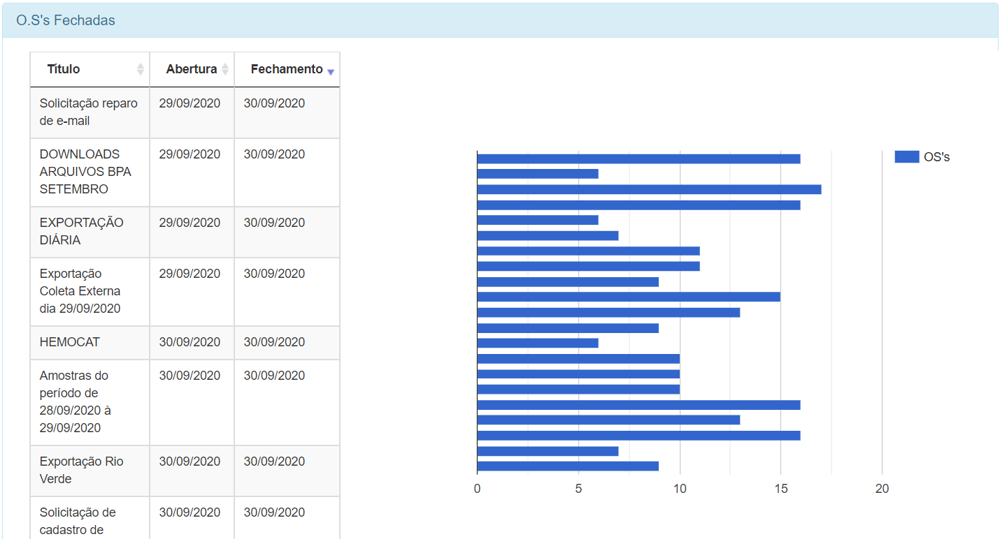 O.S's Fechadas
Título Abertura Fechamento
Solicitação reparo 29/09/2020 30/09/2020
de e-mail
DOWNLOADS 29/09/2020 30/09/2020
ARQUIVOS BPA
SETEMBRO
EXPORTAÇÃO 29/09/2020 30/09/2020
DIÁRIA
Exportação 29/09/2020 30/09/2020
Coleta Externa
dia 29/09/2020
HEMOCAT 30/09/2020 30/09/2020
Amostras do 30/09/2020 30/09/2020
período de
28/09/2020 à
29/09/2020
Exportação Rio 30/09/2020 30/09/2020
Verde
Solicitação de 30/09/2020 30/09/2020
cadastro de
OS's
0 5 10 15 20